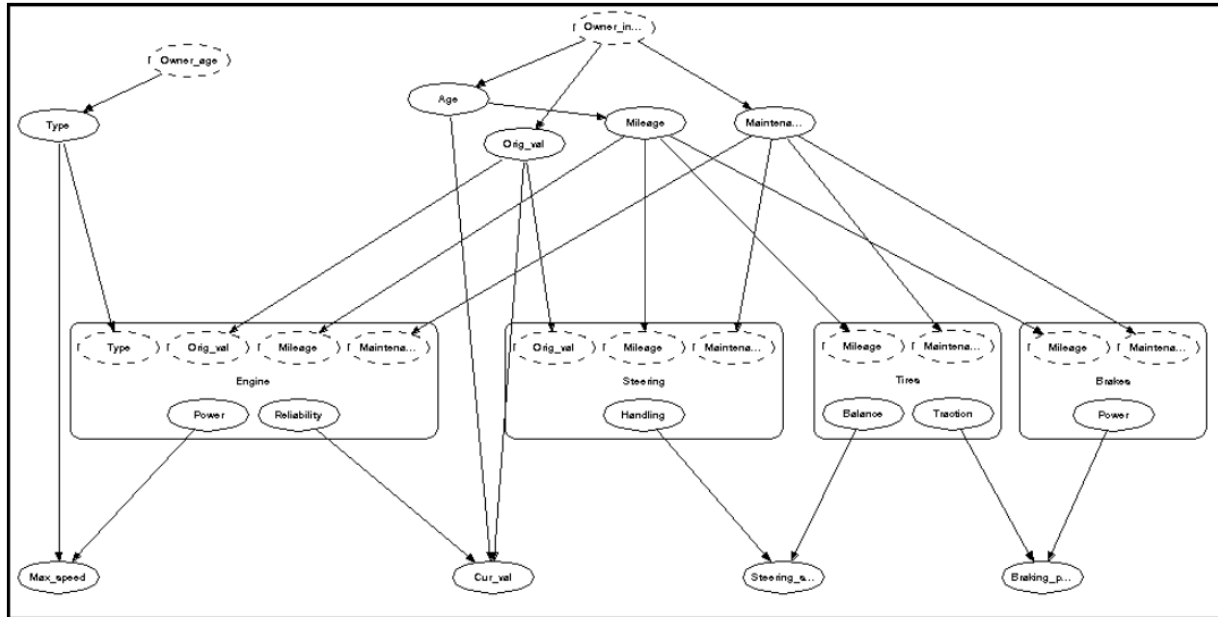 Owner_in...
Owner_age
Age
Type
Mileage
Maintena...
Orig_val
Type
Orig_val
Mileage
Maintena...
Orig_val
Mileage
Maintena...
Mileage
Maintena...
Mileage
Maintena...
Engine
Steering
Tires
Brakes
Power
Reliability
Handling
Balance
Traction
Power
Max_speed
Cur_val
Steering_s...
Braking_p...